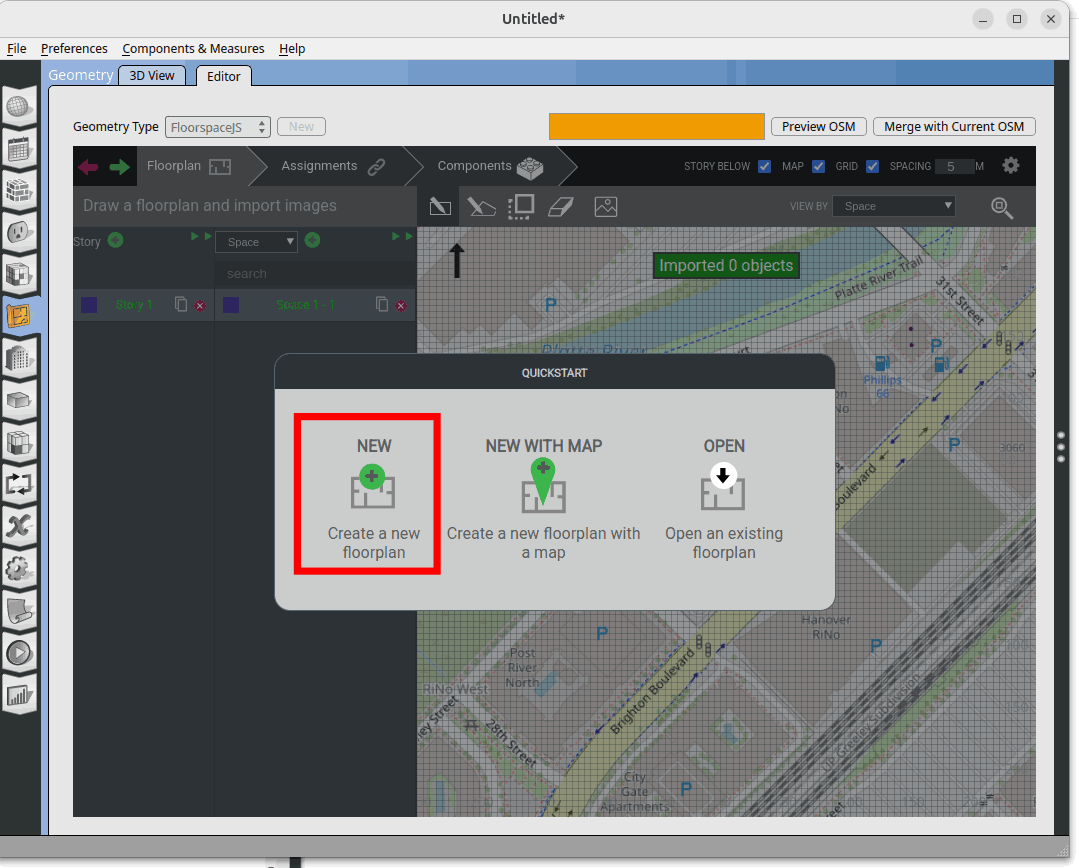 Untitled*
File Preferences Components & Measures Help
Geometry 3D View Editor
Geometry Type FloorspaceJS New Preview OSM Merge with Current OSM
Floorplan Assignments Components STORY BELOW MAP GRID SPACING 5 M
Draw a floorplan and import images VIEW BY Space
Story Space
search
Story 1 Space 1 - 1
Imported 0 objects
Platte River Trail
31st Street
P
Platte River
P
Phillips
66
P
3060
Boulevard
QUICKSTART
NEW NEW WITH MAP OPEN
Create a new
floorplan
Create a new floorplan with
a map
Open an existing
floorplan
Hanover
RiNo
P
P
Post
River
North
RiNo West
28th Street
Brighton Boulevard
UP Greeley Subdivision
City
Gate
Apartments
P